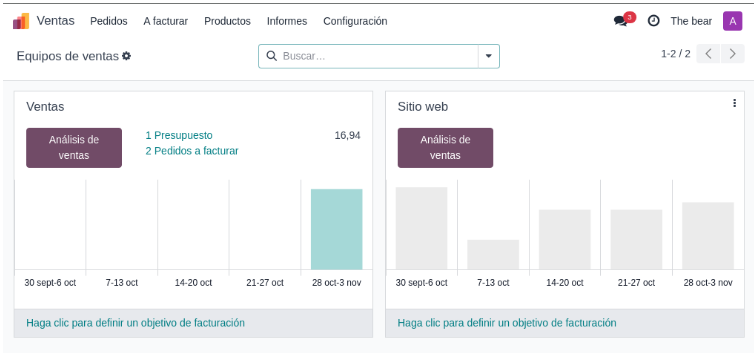 Ventas Pedidos A facturar Productos Informes Configuración 3 The bear A
Equipos de ventas Buscar... 1-2 / 2
Ventas
Análisis de
ventas
1 Presupuesto 16,94
2 Pedidos a facturar
30 sept-6 oct 7-13 oct 14-20 oct 21-27 oct 28 oct-3 nov
Haga clic para definir un objetivo de facturación
Sitio web
Análisis de
ventas
30 sept-6 oct 7-13 oct 14-20 oct 21-27 oct 28 oct-3 nov
Haga clic para definir un objetivo de facturación